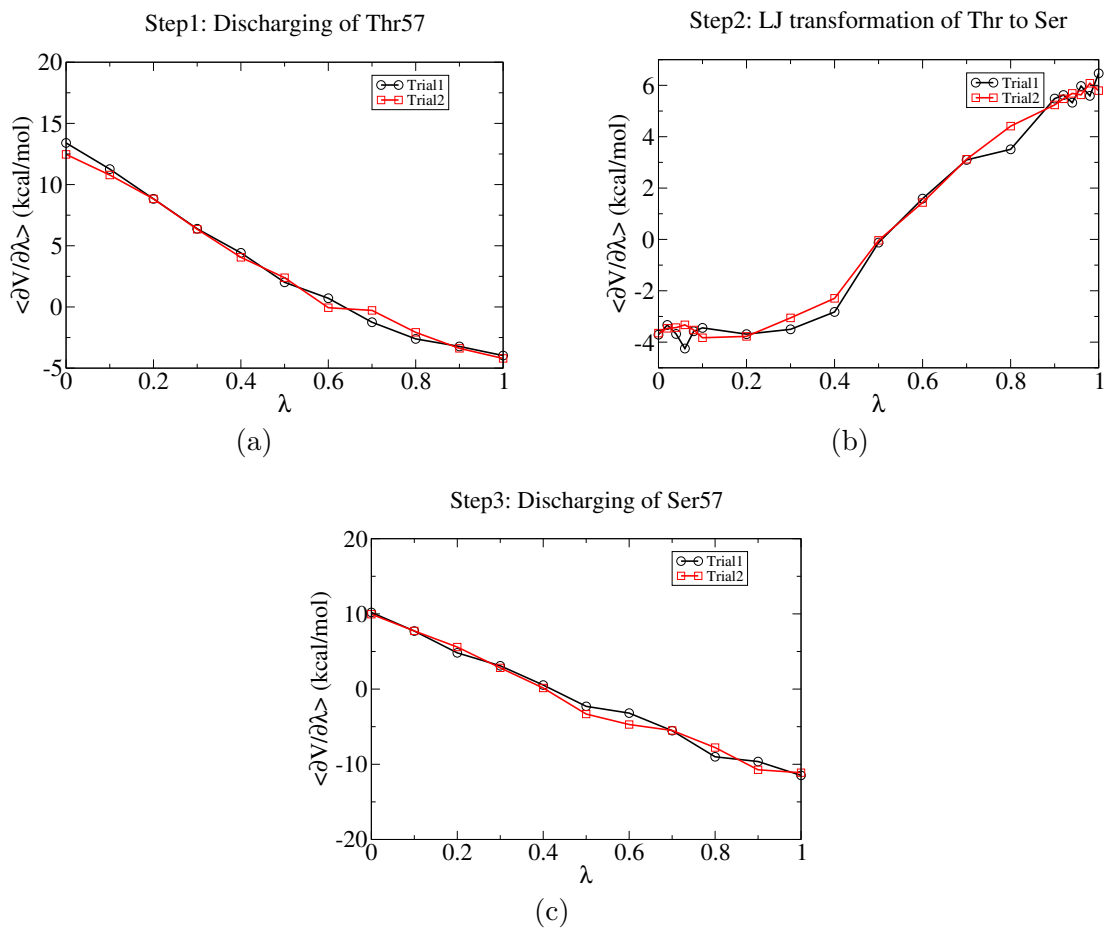 Step1: Discharging of Thr57
20
15
10
5
0
-5
0
0.2
0.4
0.6
0.8
1
<∂V/∂λ> (kcal/mol)
λ
Trial1
Trial2
(a)
Step2: LJ transformation of Thr to Ser
6
4
2
0
-2
-4
0
0.2
0.4
0.6
0.8
1
<∂V/∂λ> (kcal/mol)
λ
Trial1
Trial2
(b)
Step3: Discharging of Ser57
20
10
0
-10
-20
0
0.2
0.4
0.6
0.8
1
<∂V/∂λ> (kcal/mol)
λ
Trial1
Trial2
(c)